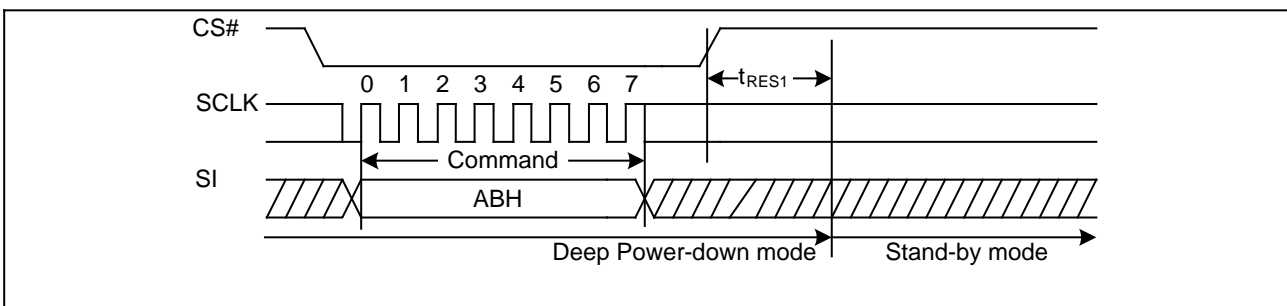 CS#
0 1 2 3 4 5 6 7
tRES1
SCLK
Command
SI
ABH
Deep Power-down mode Stand-by mode